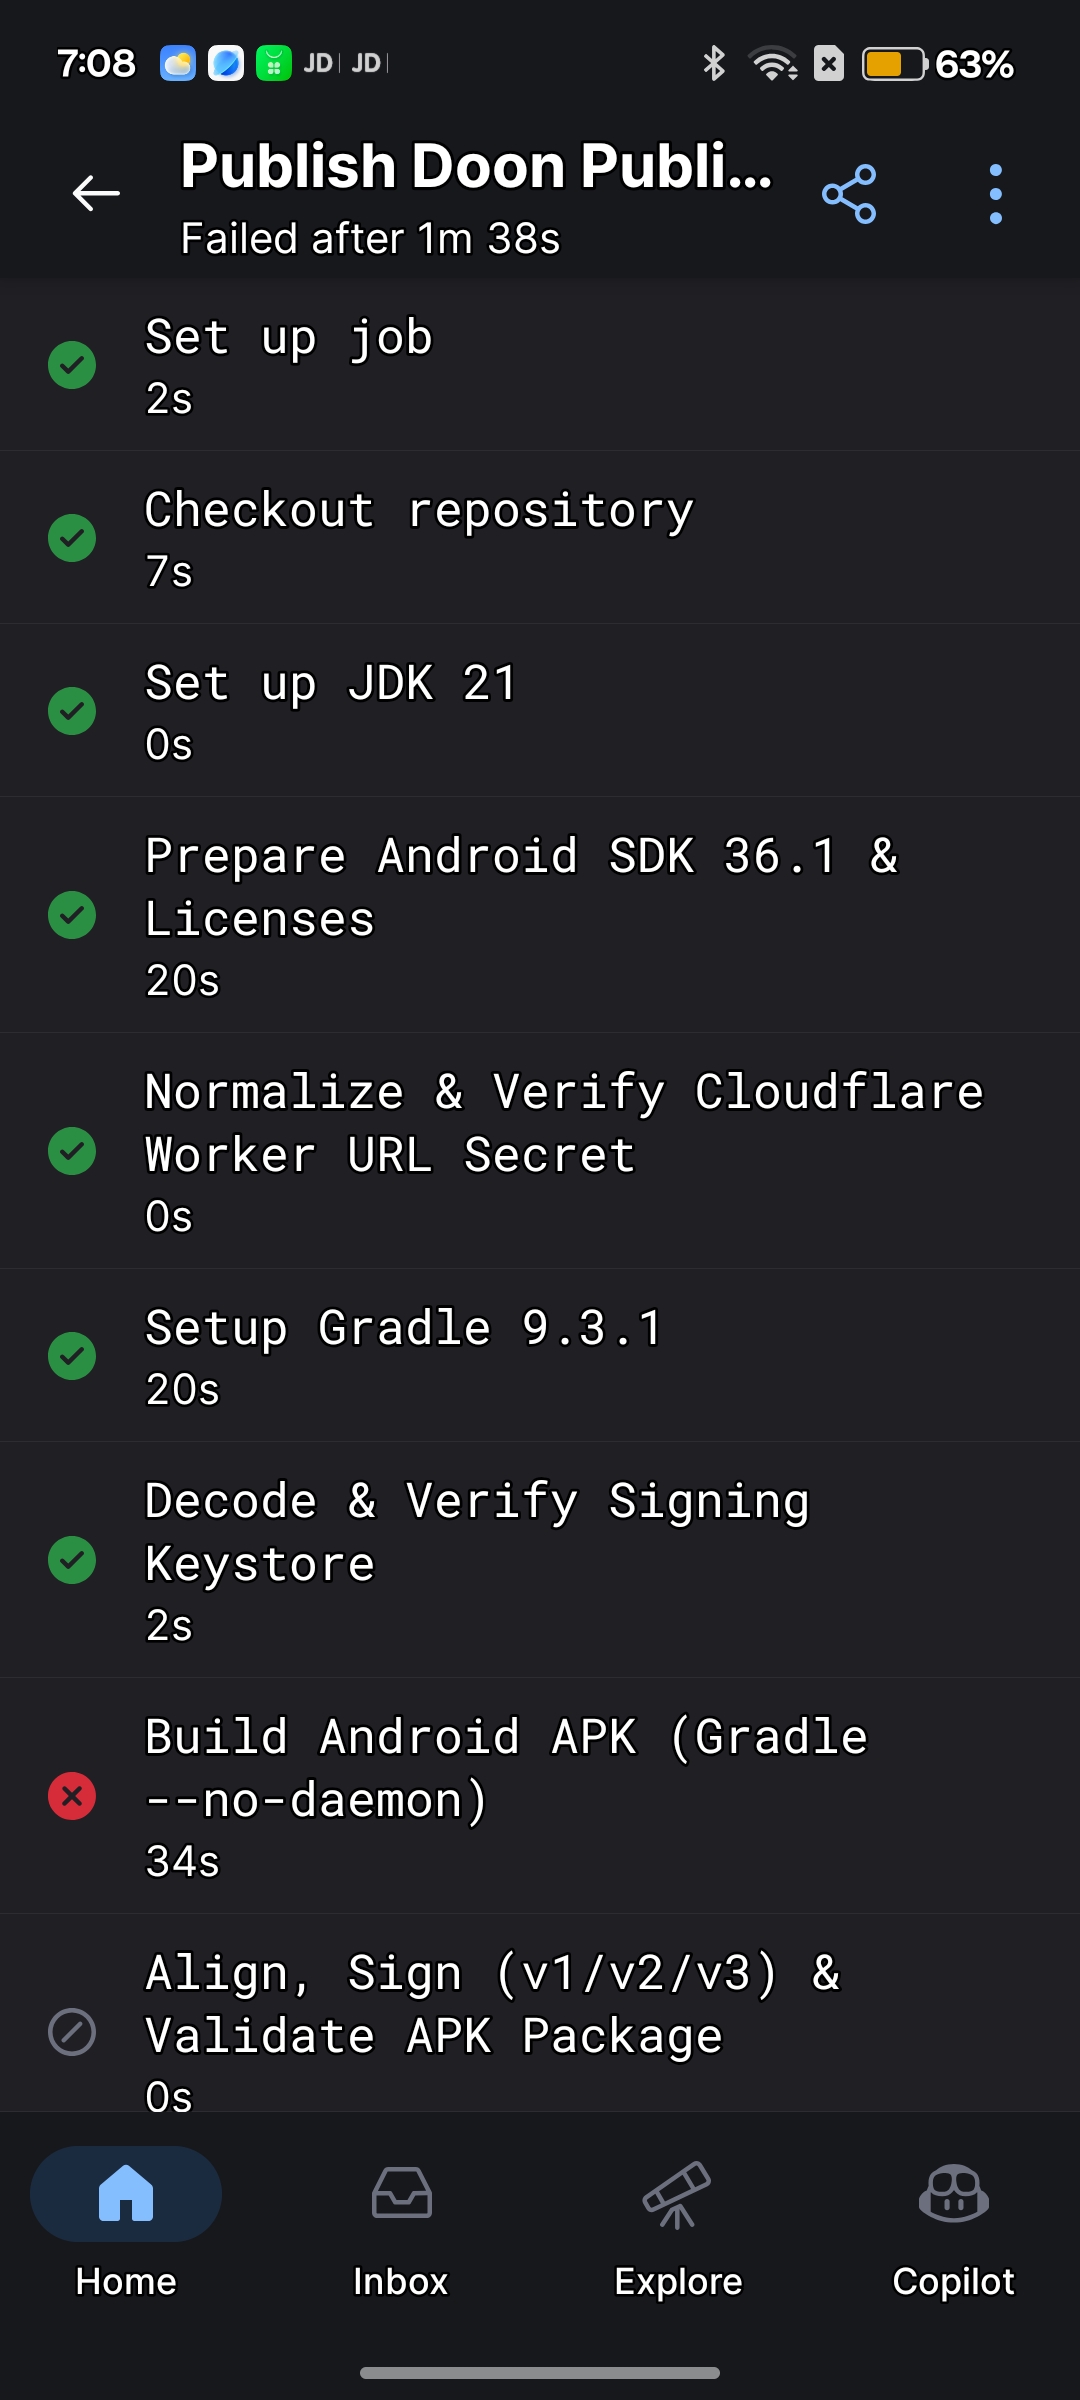 7:08 JD JD 63%
Publish Doon Publi...
Failed after 1m 38s
Set up job
2s
Checkout repository
7s
Set up JDK 21
0s
Prepare Android SDK 36.1 &
Licenses
20s
Normalize & Verify Cloudflare
Worker URL Secret
0s
Setup Gradle 9.3.1
20s
Decode & Verify Signing
Keystore
2s
Build Android APK (Gradle
--no-daemon)
34s
Align, Sign (v1/v2/v3) &
Validate APK Package
0s
Home Inbox Explore Copilot